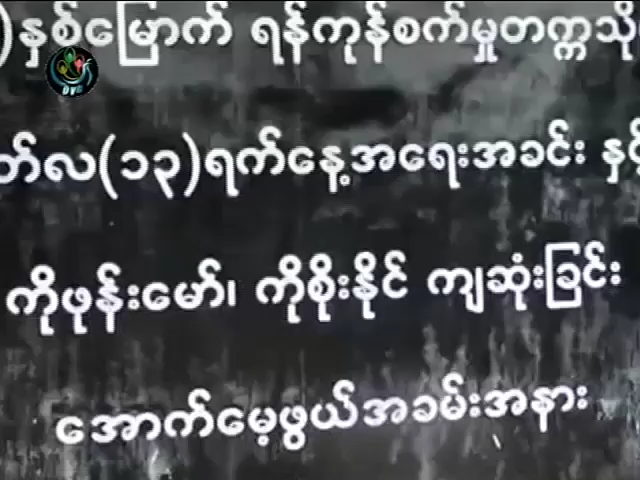 )နှစ်မြောက် ရန်ကုန်စက်မှုတက္ကသို
တ်လ(၁၃)ရက်နေ့အရေးအခင်း နှင့်
ကိုဖုန်းမော်၊ ကိုစိုးနိုင် ကျဆုံးခြင်း
အောက်မေ့ဖွယ်အခမ်းအနား
DVB